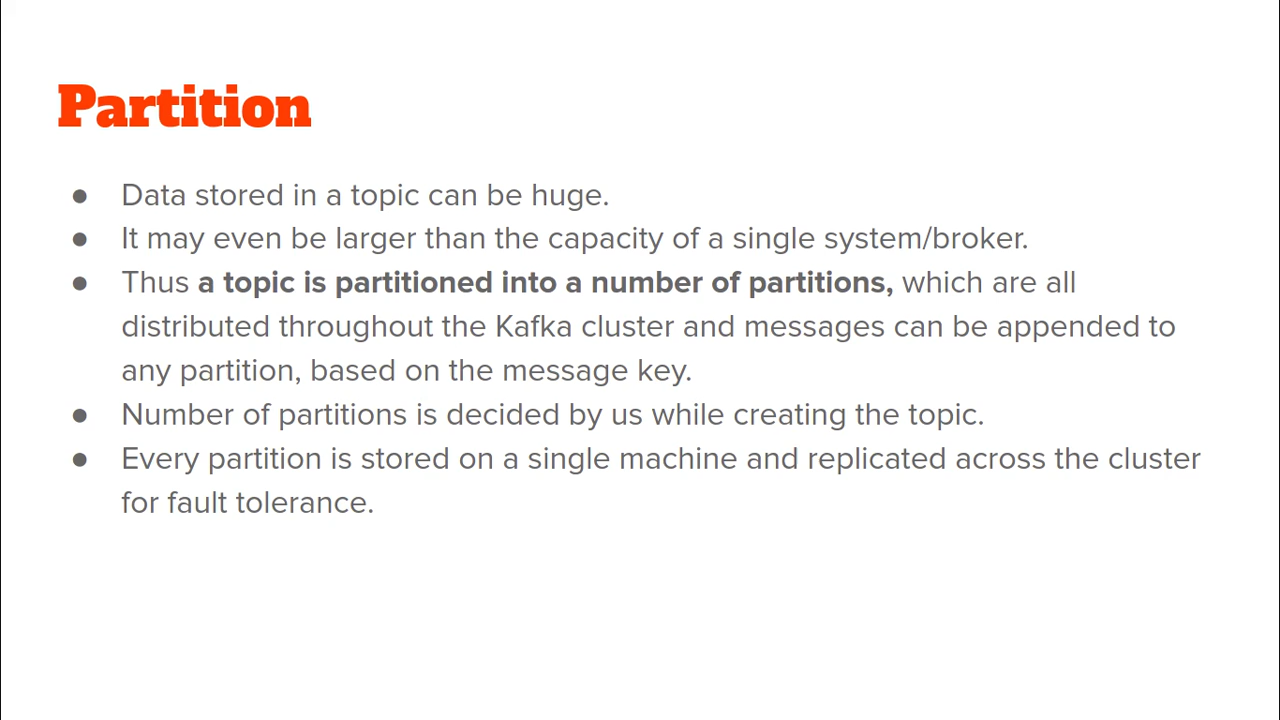 Partition
● Data stored in a topic can be huge.
● It may even be larger than the capacity of a single system/broker.
● Thus a topic is partitioned into a number of partitions, which are all
distributed throughout the Kafka cluster and messages can be appended to
any partition, based on the message key.
● Number of partitions is decided by us while creating the topic.
● Every partition is stored on a single machine and replicated across the cluster
for fault tolerance.